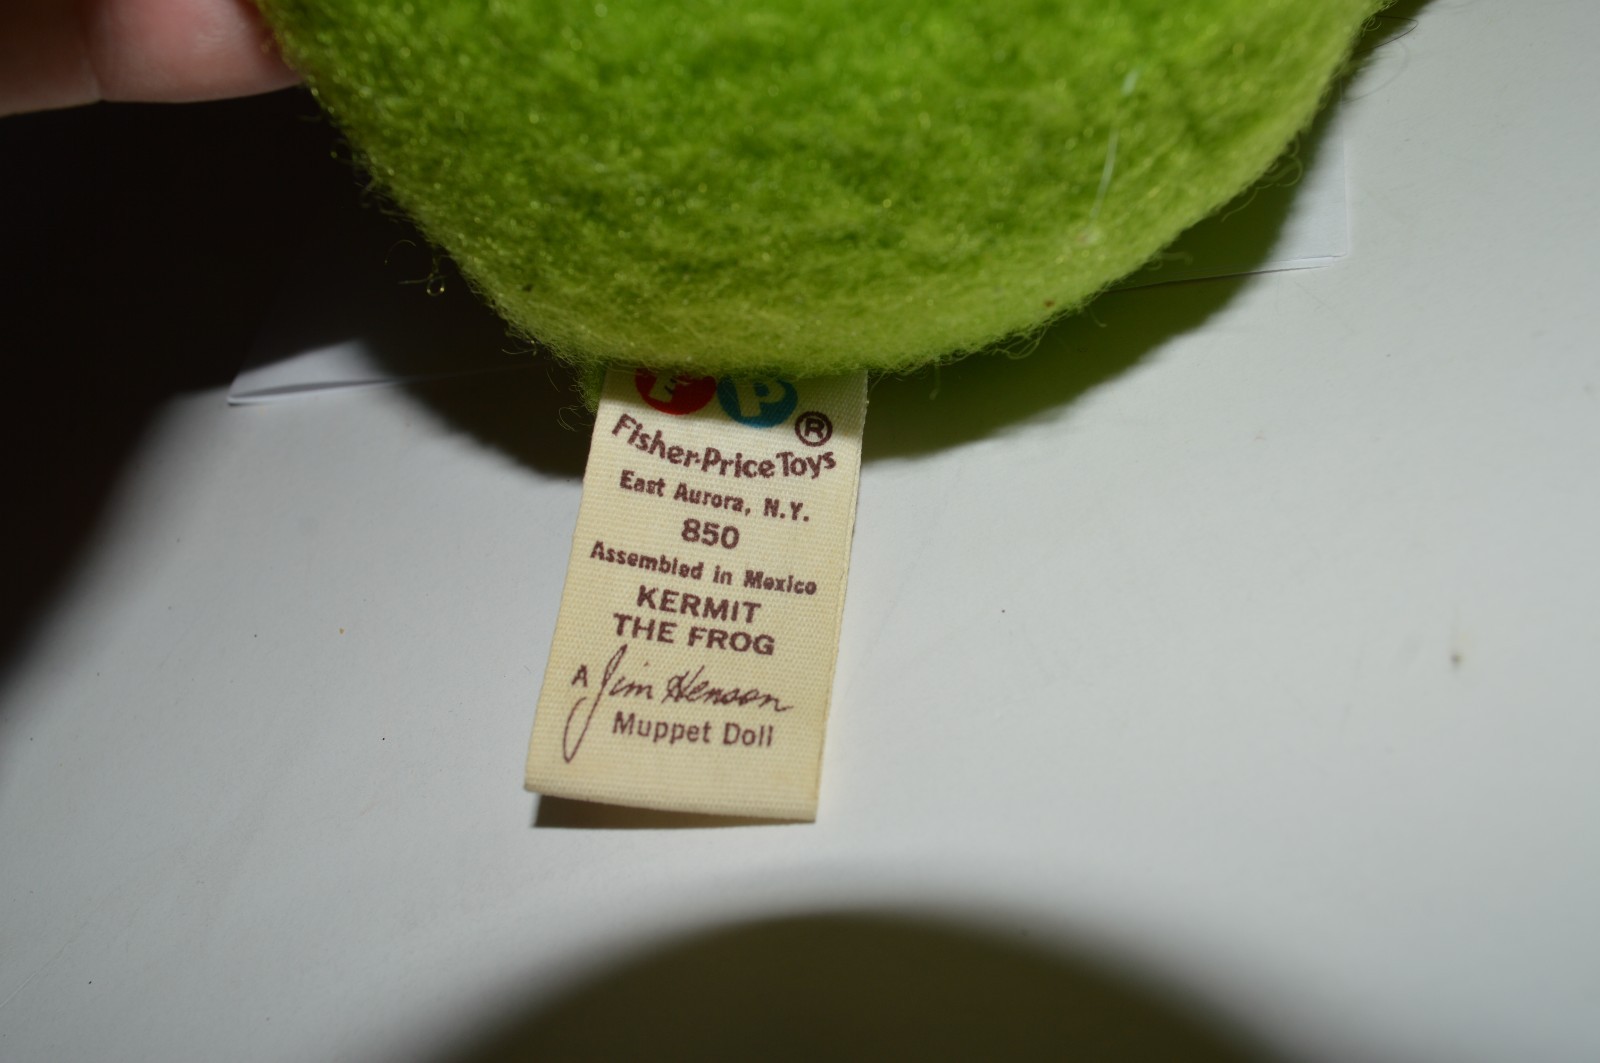 FP®
Fisher-Price Toys
East Aurora, N.Y.
850
Assembled in Mexico
KERMIT
THE FROG
A Jim Henson
Muppet Doll